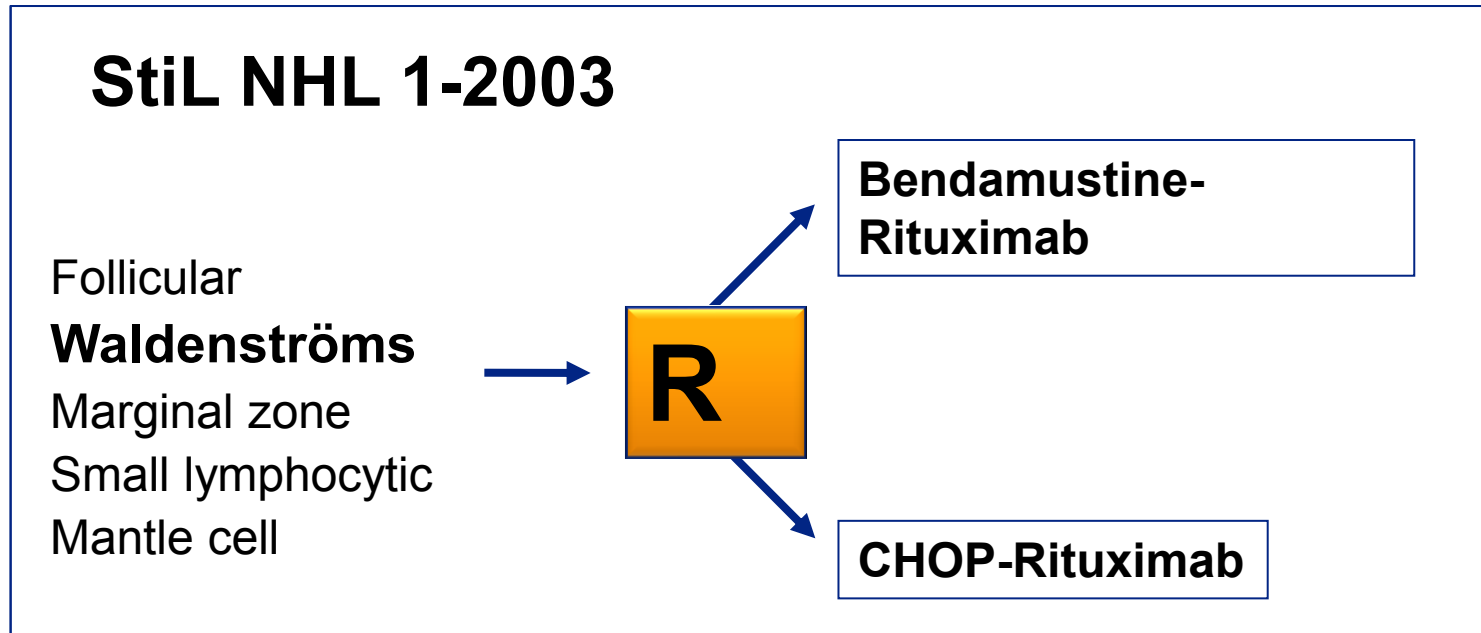 StiL NHL 1-2003
Bendamustine-
Rituximab
Follicular
Waldenströms
Marginal zone
Small lymphocytic
Mantle cell
R
CHOP-Rituximab